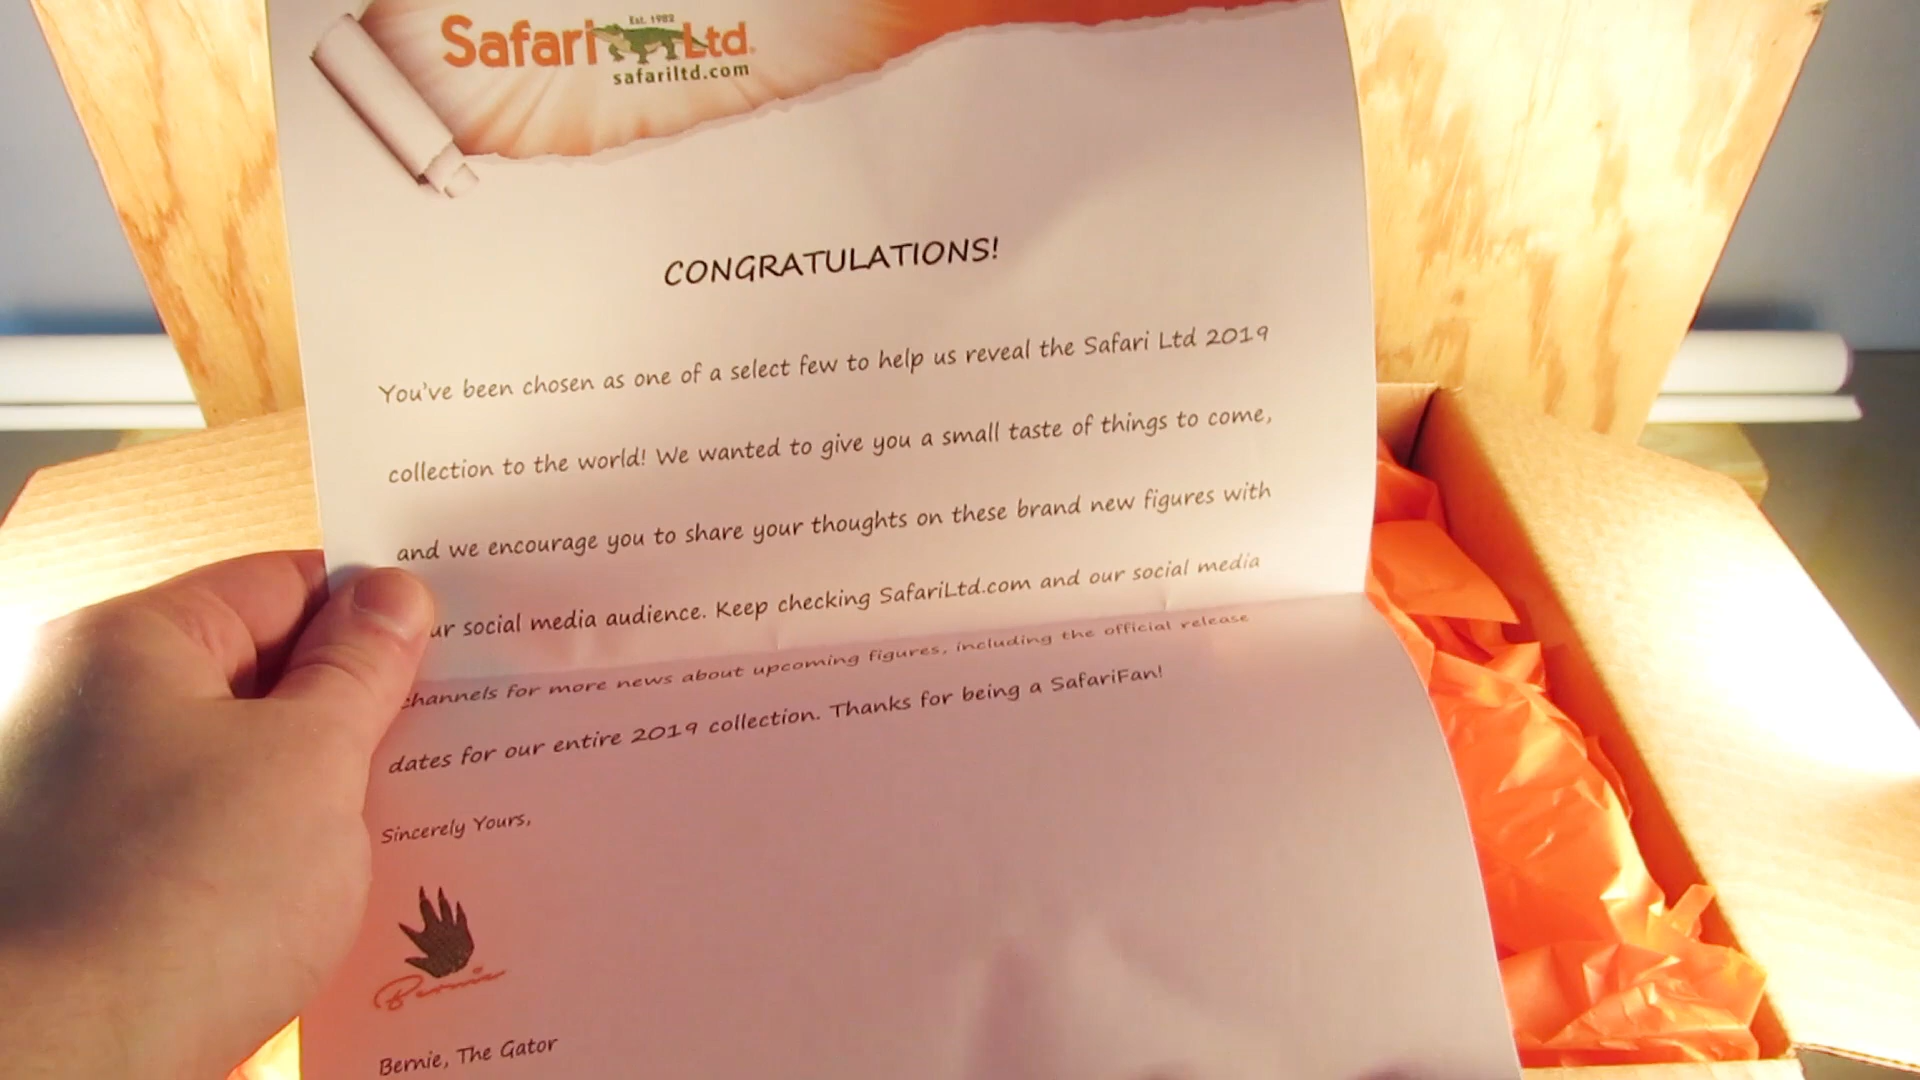 Est. 1982
Safari Ltd.
safariltd.com
CONGRATULATIONS!
You've been chosen as one of a select few to help us reveal the Safari Ltd 2019
collection to the world! We wanted to give you a small taste of things to come,
and we encourage you to share your thoughts on these brand new figures with
ur social media audience. Keep checking SafariLtd.com and our social media
channels for more news about upcoming figures, including the official release
dates for our entire 2019 collection. Thanks for being a SafariFan!
Sincerely Yours,
Bernie
Bernie, The Gator